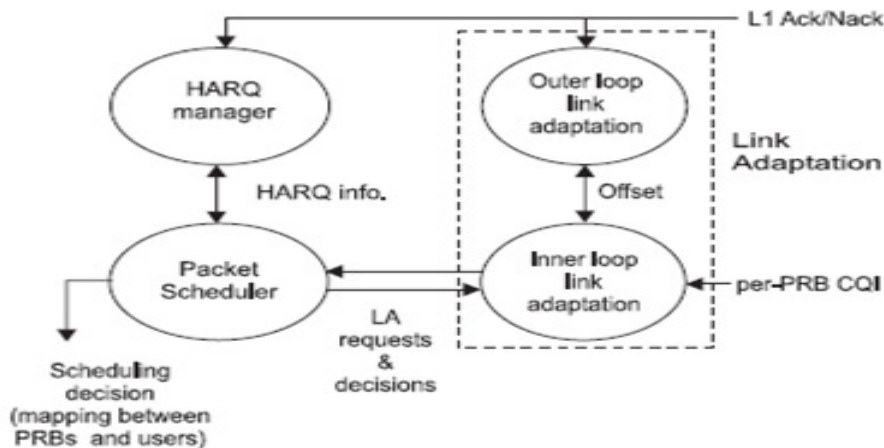 L1 Ack/Nack
HARQ
manager
Outer loop
link
adaptation
Link
Adaptation
HARQ info.
Offset
Packet
Scheduler
Inner loop
link
adaptation
per-PRB CQI
LA
requests
&
decisions
Scheduling
decision
(mapping between
PRBs and users)